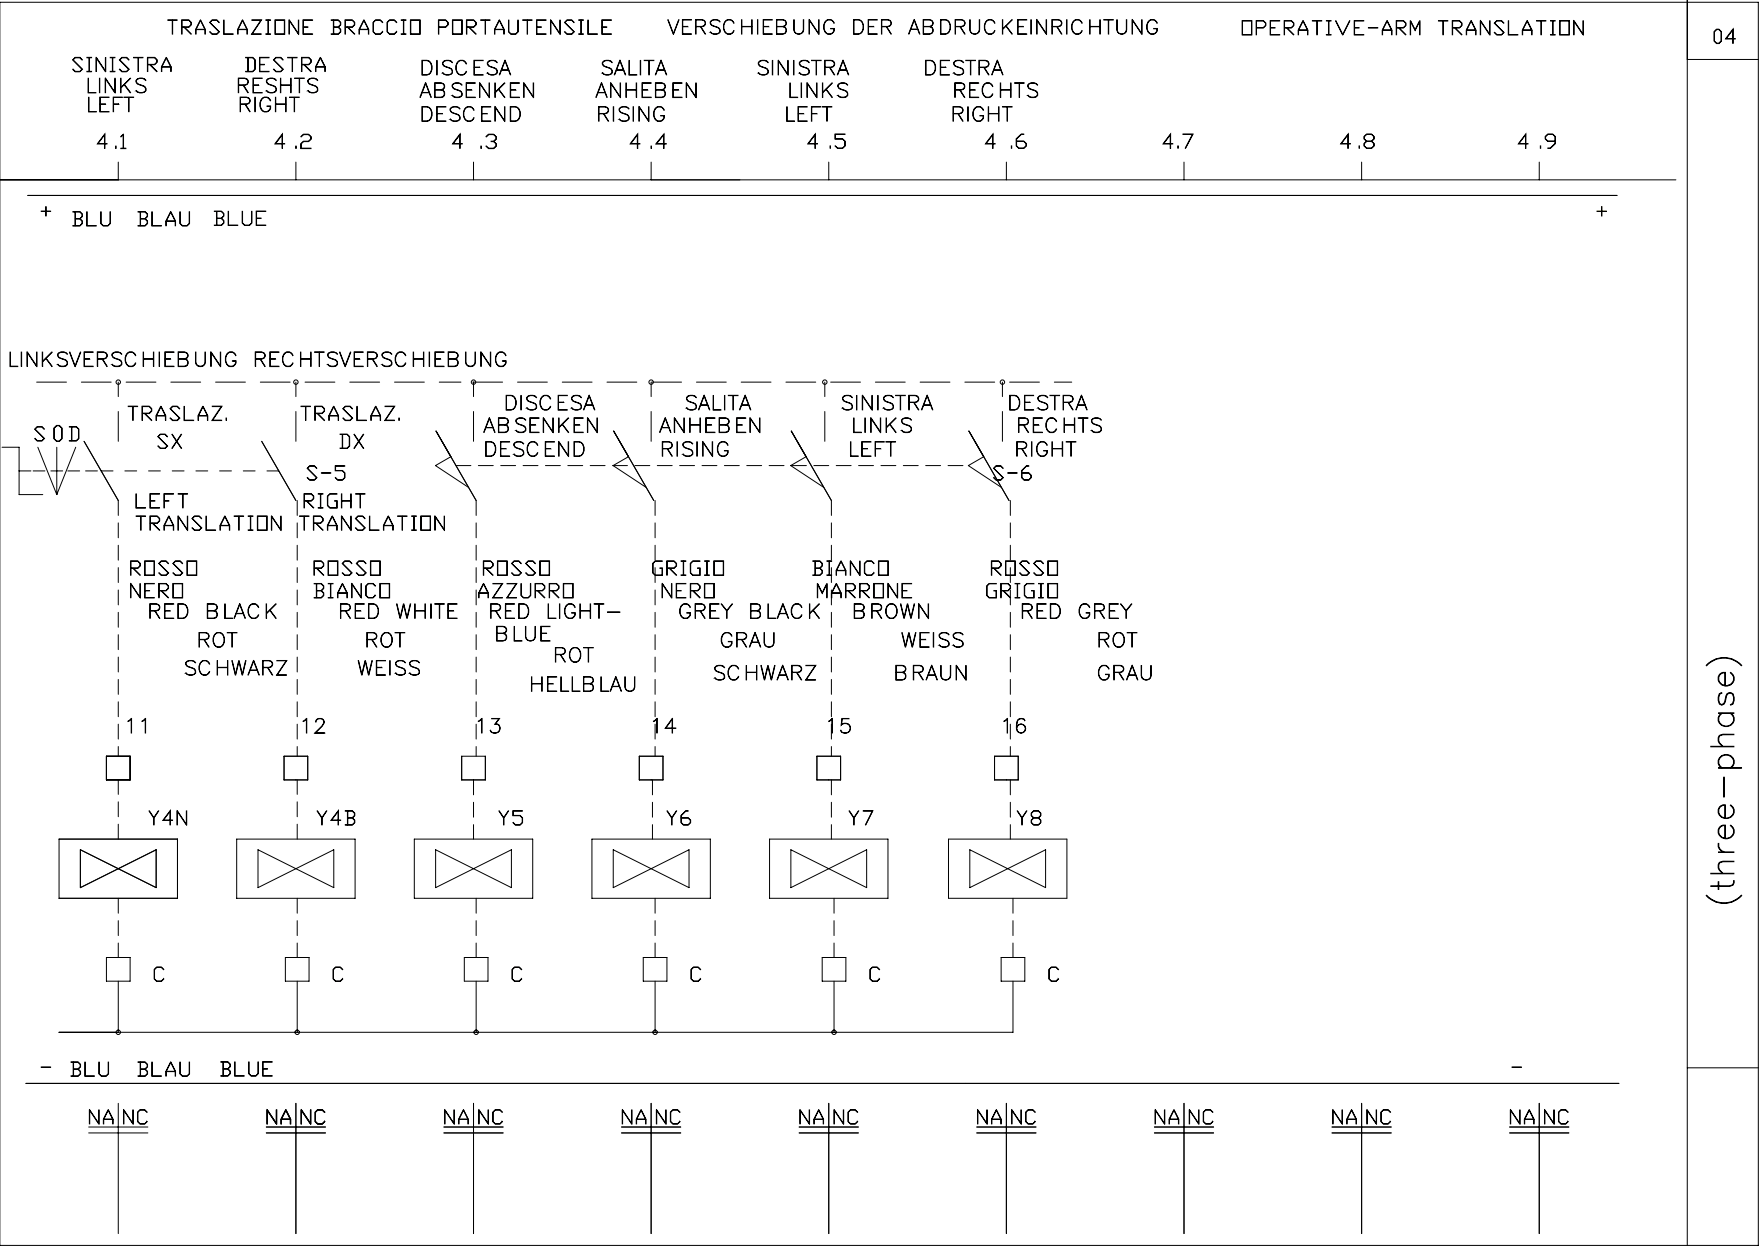 TRASLAZIONE BRACCIO PORTAUTENSILE VERSCHIEBUNG DER ABDRUCKEINRICHTUNG OPERATIVE-ARM TRANSLATION
04
SINISTRA DESTRA DISCESA SALITA SINISTRA DESTRA
LINKS RESHTS ABSENKEN ANHEBEN LINKS RECHTS
LEFT RIGHT DESCEND RISING LEFT RIGHT
4.1 4.2 4.3 4.4 4.5 4.6 4.7 4.8 4.9
+ BLU BLAU BLUE +
LINKSVERSCHIEBUNG RECHTSVERSCHIEBUNG
TRASLAZ. TRASLAZ. DISCESA SALITA SINISTRA DESTRA
SX DX ABSENKEN ANHEBEN LINKS RECHTS
S O D DESCEND RISING LEFT RIGHT
S-5 S-6
LEFT RIGHT
TRANSLATION TRANSLATION
ROSSO ROSSO ROSSO GRIGIO BIANCO ROSSO
NERO BIANCO AZZURRO NERO MARRONE GRIGIO
RED BLACK RED WHITE RED LIGHT- GREY BLACK BROWN RED GREY
BLUE
ROT ROT ROT GRAU WEISS ROT
SCHWARZ WEISS HELLBLAU SCHWARZ BRAUN GRAU
11 12 13 14 15 16
Y4N Y4B Y5 Y6 Y7 Y8
C C C C C C
- BLU BLAU BLUE -
NA NC NA NC NA NC NA NC NA NC NA NC NA NC NA NC NA NC
(three-phase)